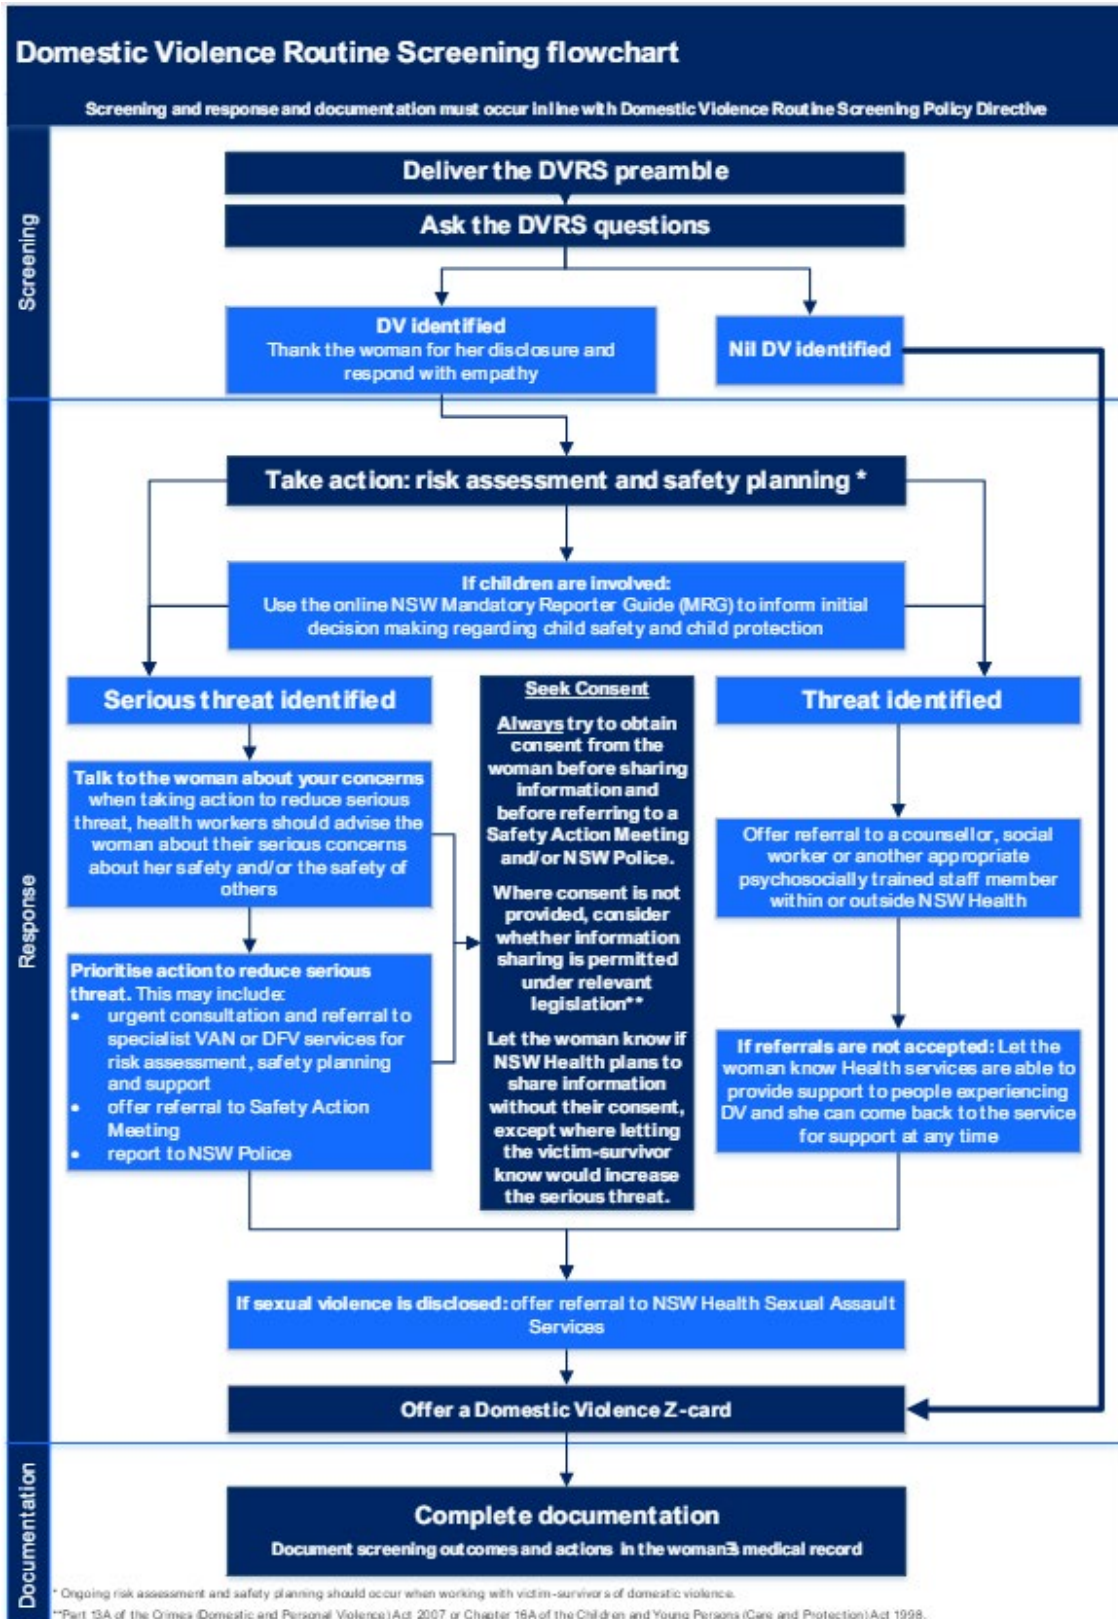 Domestic Violence Routine Screening flowchart
Screening and response and documentation must occur in line with Domestic Violence Routine Screening Policy Directive
Screening
Deliver the DVRS preamble
Ask the DVRS questions
DV identified
Thank the woman for her disclosure and
respond with empathy
Nil DV identified
Response
Take action: risk assessment and safety planning *
If children are involved:
Use the online NSW Mandatory Reporter Guide (MRG) to inform initial
decision making regarding child safety and child protection
Serious threat identified
Talk to the woman about your concerns
when taking action to reduce serious
threat, health workers should advise the
woman about their serious concerns
about her safety and/or the safety of
others
Prioritise action to reduce serious
threat. This may include:
• urgent consultation and referral to
specialist VAN or DFV services for
risk assessment, safety planning
and support
• offer referral to Safety Action
Meeting
• report to NSW Police
Seek Consent
Always try to obtain
consent from the
woman before sharing
information and
before referring to a
Safety Action Meeting
and/or NSW Police.
Where consent is not
provided, consider
whether information
sharing is permitted
under relevant
legislation**
Let the woman know if
NSW Health plans to
share information
without their consent,
except where letting
the victim-survivor
know would increase
the serious threat.
Threat identified
Offer referral to a counsellor, social
worker or another appropriate
psychosocially trained staff member
within or outside NSW Health
If referrals are not accepted: Let the
woman know Health services are able to
provide support to people experiencing
DV and she can come back to the service
for support at any time
If sexual violence is disclosed: offer referral to NSW Health Sexual Assault
Services
Offer a Domestic Violence Z-card
Documentation
Complete documentation
Document screening outcomes and actions in the woman's medical record
* Ongoing risk assessment and safety planning should occur when working with victim-survivors of domestic violence.
**Part 13A of the Crimes (Domestic and Personal Violence) Act 2007 or Chapter 16A of the Children and Young Persons (Care and Protection) Act 1998.